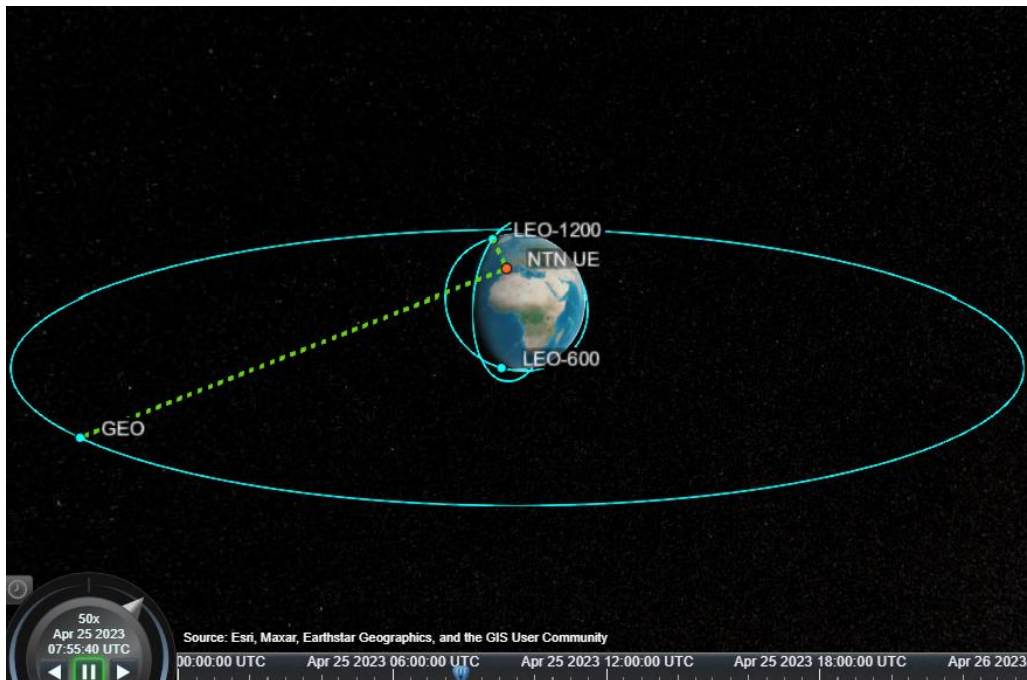 LEO-1200
NTN UE
LEO-600
GEO
50x
Apr 25 2023
07:55:40 UTC
Source: Esri, Maxar, Earthstar Geographics, and the GIS User Community
00:00:00 UTC
Apr 25 2023 06:00:00 UTC
Apr 25 2023 12:00:00 UTC
Apr 25 2023 18:00:00 UTC
Apr 26 2023